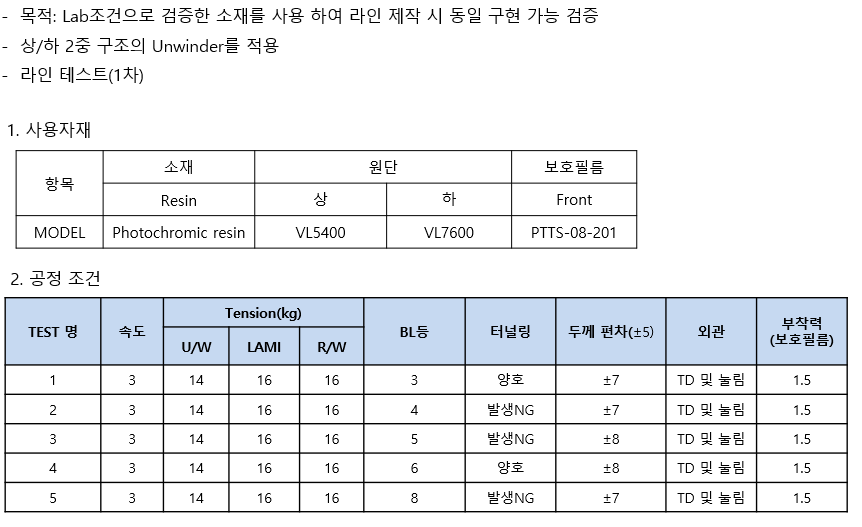 - 목적: Lab조건으로 검증한 소재를 사용 하여 라인 제작 시 동일 구현 가능 검증
- 상/하 2중 구조의 Unwinder를 적용
- 라인 테스트(1차)
1. 사용자재
항목 소재 원단 보호필름
Resin 상 하 Front
MODEL Photochromic resin VL5400 VL7600 PTTS-08-201
2. 공정 조건
TEST 명 속도 Tension(kg) BL등 터널링 두께 편차(±5) 외관 부착력
(보호필름)
U/W LAMI R/W
1 3 14 16 16 3 양호 ±7 TD 및 눌림 1.5
2 3 14 16 16 4 발생NG ±7 TD 및 눌림 1.5
3 3 14 16 16 5 발생NG ±8 TD 및 눌림 1.5
4 3 14 16 16 6 양호 ±8 TD 및 눌림 1.5
5 3 14 16 16 8 발생NG ±7 TD 및 눌림 1.5